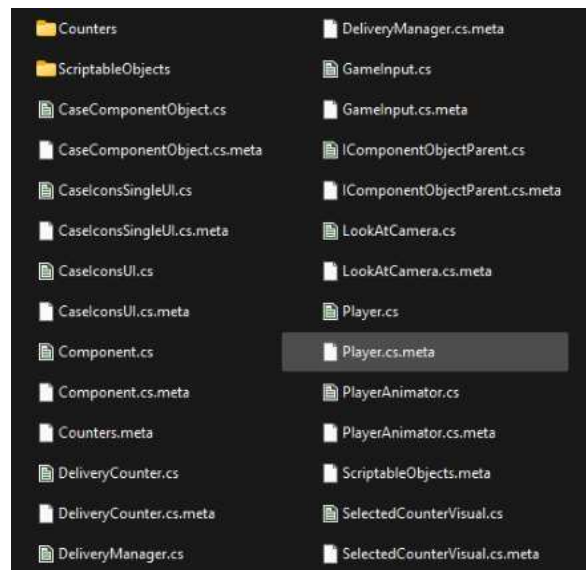 Counters
ScriptableObjects
CaseComponentObject.cs
CaseComponentObject.cs.meta
CaseIconsSingleUI.cs
CaseIconsSingleUI.cs.meta
CaseIconsUI.cs
CaseIconsUI.cs.meta
Component.cs
Component.cs.meta
Counters.meta
DeliveryCounter.cs
DeliveryCounter.cs.meta
DeliveryManager.cs
DeliveryManager.cs.meta
GameInput.cs
GameInput.cs.meta
IComponentObjectParent.cs
IComponentObjectParent.cs.meta
LookAtCamera.cs
LookAtCamera.cs.meta
Player.cs
Player.cs.meta
PlayerAnimator.cs
PlayerAnimator.cs.meta
ScriptableObjects.meta
SelectedCounterVisual.cs
SelectedCounterVisual.cs.meta